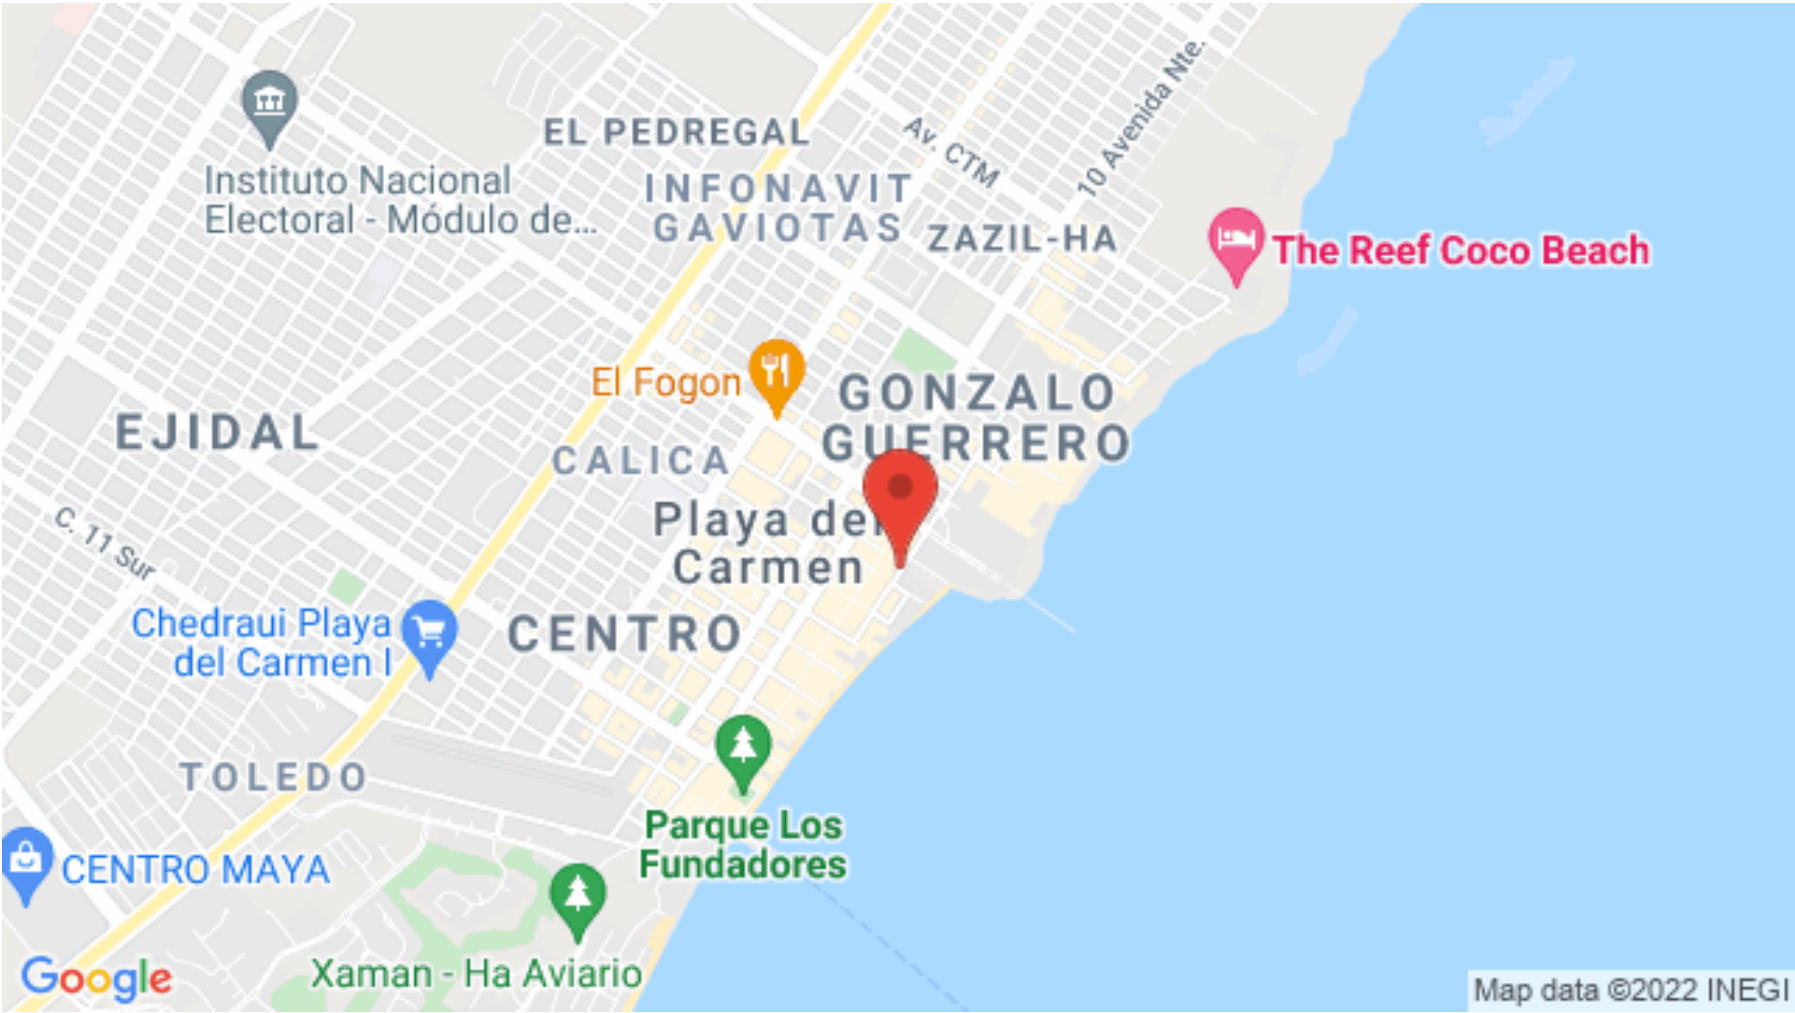 10 Avenida Nte.
EL PEDREGAL
Av. CTM
Instituto Nacional
Electoral - Módulo de...
INFONAVIT
GAVIOTAS
ZAZIL-HA
The Reef Coco Beach
El Fogon
GONZALO
GUERRERO
EJIDAL
CALICA
Playa del
Carmen
C. 11 Sur
Chedraui Playa
del Carmen I
CENTRO
TOLEDO
Parque Los
Fundadores
CENTRO MAYA
Xaman - Ha Aviario
Google
Map data ©2022 INEGI